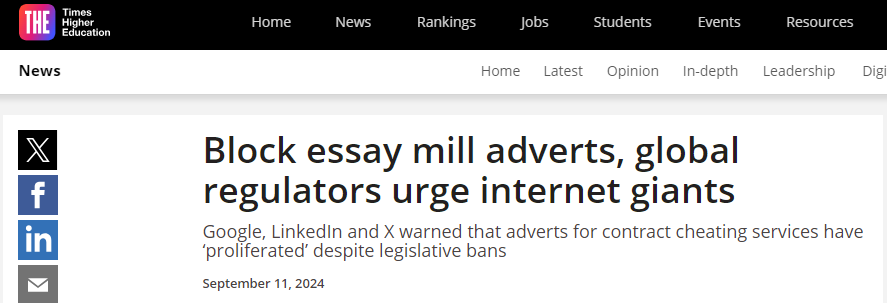 THE
Times
Higher
Education
Home News Rankings Jobs Students Events Resources
News
Home Latest Opinion In-depth Leadership Digi
Block essay mill adverts, global
regulators urge internet giants
Google, LinkedIn and X warned that adverts for contract cheating services have
‘proliferated’ despite legislative bans
September 11, 2024
X
f
in